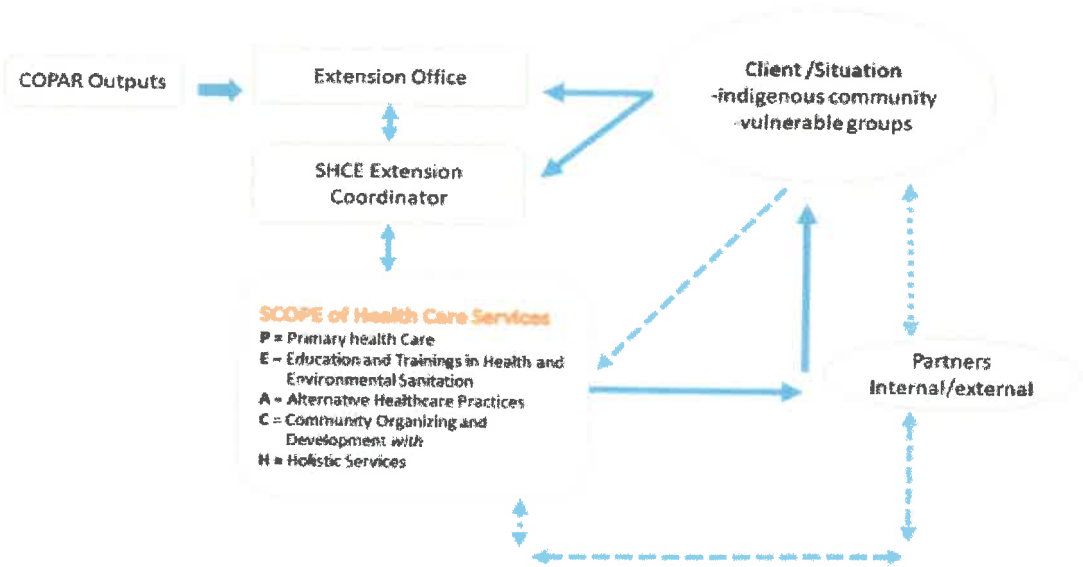 COPAR Outputs
Extension Office
Client /Situation
-indigenous community
-vulnerable groups
SHCE Extension
Coordinator
SCOPE of Health Care Services
P = Primary health Care
E – Education and Trainings in Health and
Environmental Sanitation
A – Alternative Healthcare Practices
C = Community Organizing and
Development with
H = Holistic Services
Partners
Internal/external